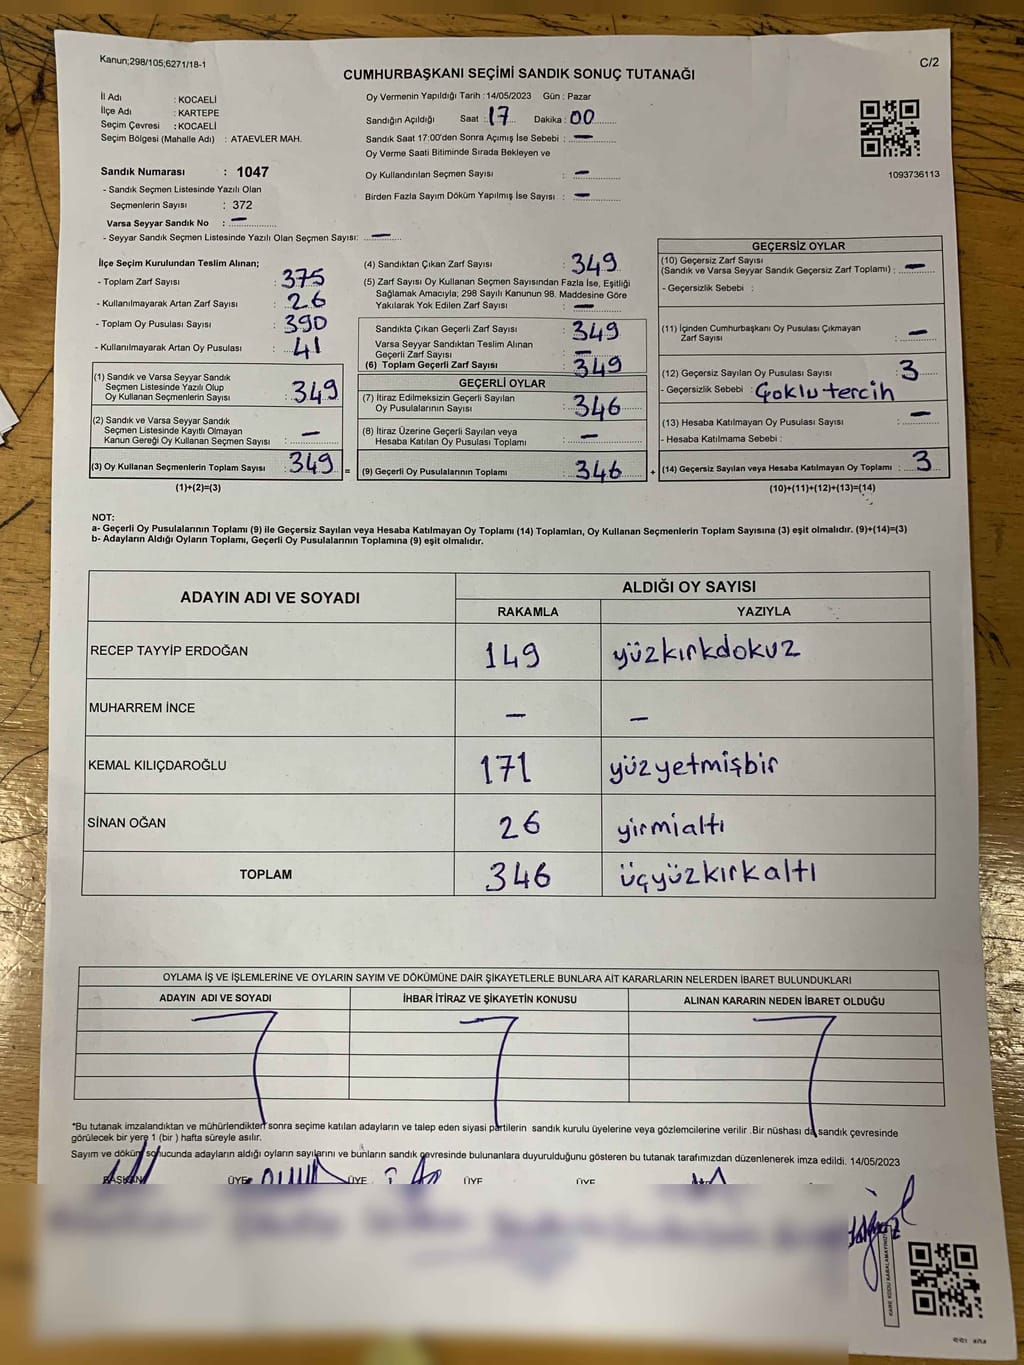 Kanun;298/105;6271/18-1
C/2
CUMHURBAŞKANI SEÇİMİ SANDIK SONUÇ TUTANAĞI
İl Adı : KOCAELİ
İlçe Adı : KARTEPE
Seçim Çevresi : KOCAELİ
Seçim Bölgesi (Mahalle Adı) : ATAEVLER MAH.
Oy Vermenin Yapıldığı Tarih :14/05/2023 Gün : Pazar
Sandığın Açıldığı Saat : 17 Dakika : 00
Sandık Saat 17:00'den Sonra Açımış İse Sebebi : —
Oy Verme Saati Bitiminde Sırada Bekleyen ve
Oy Kullandırılan Seçmen Sayısı : —
Birden Fazla Sayım Döküm Yapılmış İse Sayısı : —
1093736113
Sandık Numarası : 1047
- Sandık Seçmen Listesinde Yazılı Olan
Seçmenlerin Sayısı : 372
Varsa Seyyar Sandık No : —
- Seyyar Sandık Seçmen Listesinde Yazılı Olan Seçmen Sayısı: —
İlçe Seçim Kurulundan Teslim Alınan;
- Toplam Zarf Sayısı : 375
- Kullanılmayarak Artan Zarf Sayısı : 26
- Toplam Oy Pusulası Sayısı : 390
- Kullanılmayarak Artan Oy Pusulası : 41
(1) Sandık ve Varsa Seyyar Sandık
Seçmen Listesinde Yazılı Olup
Oy Kullanan Seçmenlerin Sayısı : 349
(2) Sandık ve Varsa Seyyar Sandık
Seçmen Listesinde Kayıtlı Olmayan
Kanun Gereği Oy Kullanan Seçmen Sayısı : —
(3) Oy Kullanan Seçmenlerin Toplam Sayısı : 349
(1)+(2)=(3)
(4) Sandıktan Çıkan Zarf Sayısı : 349
(5) Zarf Sayısı Oy Kullanan Seçmen Sayısından Fazla İse, Eşitliği
Sağlamak Amacıyla; 298 Sayılı Kanunun 98. Maddesine Göre
Yakılarak Yok Edilen Zarf Sayısı : —
Sandıkta Çıkan Geçerli Zarf Sayısı : 349
Varsa Seyyar Sandıktan Teslim Alınan
Geçerli Zarf Sayısı : —
(6) Toplam Geçerli Zarf Sayısı : 349
GEÇERLİ OYLAR
(7) İtiraz Edilmeksizin Geçerli Sayılan
Oy Pusulalarının Sayısı : 346
(8) İtiraz Üzerine Geçerli Sayılan veya
Hesaba Katılan Oy Pusulası Toplamı : —
= (9) Geçerli Oy Pusulalarının Toplamı : 346
GEÇERSİZ OYLAR
(10) Geçersiz Zarf Sayısı
(Sandık ve Varsa Seyyar Sandık Geçersiz Zarf Toplamı) : —
- Geçersizlik Sebebi :
(11) İçinden Cumhurbaşkanı Oy Pusulası Çıkmayan
Zarf Sayısı : —
(12) Geçersiz Sayılan Oy Pusulası Sayısı : 3
- Geçersizlik Sebebi : Çoklu tercih
(13) Hesaba Katılmayan Oy Pusulası Sayısı : —
- Hesaba Katılmama Sebebi :
+ (14) Geçersiz Sayılan veya Hesaba Katılmayan Oy Toplamı : 3
(10)+(11)+(12)+(13)=(14)
NOT:
a- Geçerli Oy Pusulalarının Toplamı (9) ile Geçersiz Sayılan veya Hesaba Katılmayan Oy Toplamı (14) Toplamları, Oy Kullanan Seçmenlerin Toplam Sayısına (3) eşit olmalıdır. (9)+(14)=(3)
b- Adayların Aldığı Oyların Toplamı, Geçerli Oy Pusulalarının Toplamına (9) eşit olmalıdır.
ADAYIN ADI VE SOYADI
ALDIĞI OY SAYISI
RAKAMLA YAZIYLA
RECEP TAYYİP ERDOĞAN 149 yüzkırkdokuz
MUHARREM İNCE — —
KEMAL KILIÇDAROĞLU 171 yüzyetmişbir
SİNAN OĞAN 26 yirmialtı
TOPLAM 346 üçyüzkırkaltı
OYLAMA İŞ VE İŞLEMLERİNE VE OYLARIN SAYIM VE DÖKÜMÜNE DAİR ŞİKAYETLERLE BUNLARA AİT KARARLARIN NELERDEN İBARET BULUNDUKLARI
ADAYIN ADI VE SOYADI İHBAR İTİRAZ VE ŞİKAYETİN KONUSU ALINAN KARARIN NEDEN İBARET OLDUĞU
*Bu tutanak imzalandıktan ve mühürlendikten sonra seçime katılan adayların ve talep eden siyasi partilerin sandık kurulu üyelerine veya gözlemcilerine verilir .Bir nüshası da sandık çevresinde
görülecek bir yere 1 (bir ) hafta süreyle asılır.
Sayım ve döküm sonucunda adayların aldığı oyların sayılarını ve bunların sandık çevresinde bulunanlara duyurulduğunu gösteren bu tutanak tarafımızdan düzenlenerek imza edildi. 14/05/2023
BAŞKAN ÜYE ÜYE ÜYE ÜYE